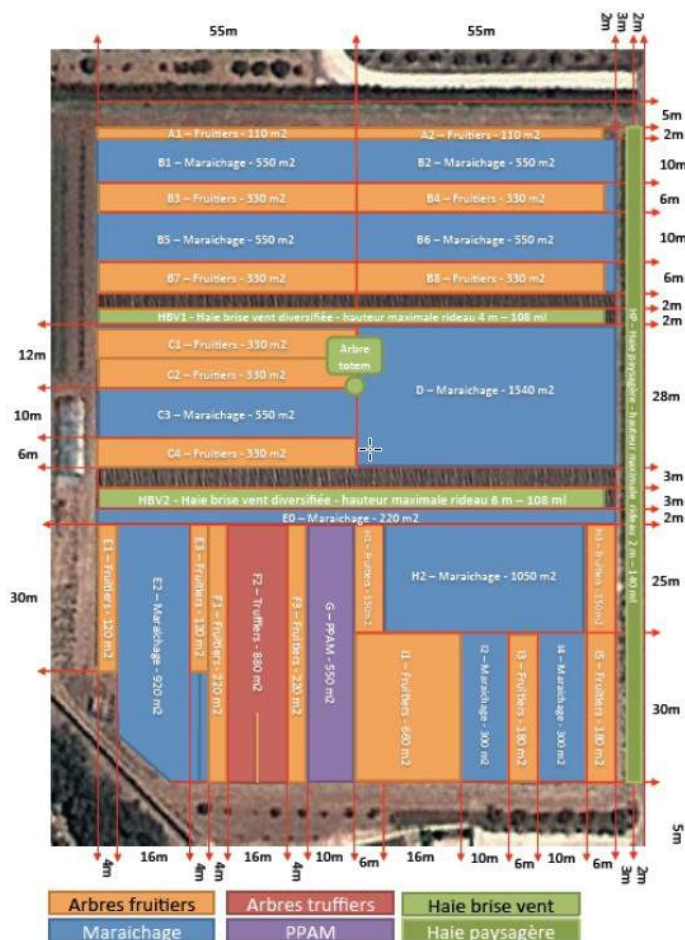 55m 55m 2m 3m 2m
5m
A1 – Fruitiers - 110 m2 A2 – Fruitiers - 110 m2 2m
B1 – Maraichage - 550 m2 B2 – Maraichage - 550 m2 10m
B3 – Fruitiers - 330 m2 B4 – Fruitiers - 330 m2 6m
B5 – Maraichage - 550 m2 B6 – Maraichage - 550 m2 10m
B7 – Fruitiers - 330 m2 B8 – Fruitiers - 330 m2 6m
2m
HBV1 - Haie brise vent diversifiée - hauteur maximale rideau 4 m – 108 ml 2m
12m
C1 – Fruitiers - 330 m2
Arbre
totem
C2 – Fruitiers - 330 m2
D – Maraichage - 1540 m2
28m
10m
C3 – Maraichage - 550 m2
6m
C4 – Fruitiers - 330 m2
3m
HBV2 - Haie brise vent diversifiée - hauteur maximale rideau 6 m – 108 ml 3m
E0 – Maraichage - 220 m2 2m
HP - Haie paysagère - hauteur maximale rideau 2 m – 140 ml
30m
E1 – Fruitiers - 120 m2
E2 – Maraichage - 920 m2
E3 – Fruitiers - 120 m2
F1 – Fruitiers - 220 m2
F2 – Truffiers - 880 m2
F3 – Fruitiers - 220 m2
G – PPAM - 550 m2
H1 – Fruitiers - 150m2
H2 – Maraichage - 1050 m2
H3 – Fruitiers - 150m2
25m
I1 – Fruitiers - 660 m2
I2 – Maraichage - 300 m2
I3 – Fruitiers - 180 m2
I4 – Maraichage - 300 m2
I5 – Fruitiers - 180 m2
30m
5m
4m 16m 4m 4m 16m 4m 10m 6m 16m 10m 6m 10m 6m 3m 2m
Arbres fruitiers Arbres truffiers Haie brise vent
Maraichage PPAM Haie paysagère